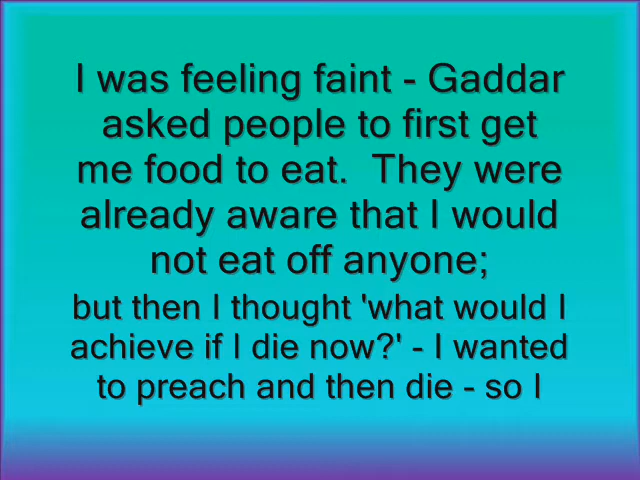 I was feeling faint - Gaddar
asked people to first get
me food to eat.  They were
already aware that I would
not eat off anyone;
but then I thought 'what would I
achieve if I die now?' - I wanted
to preach and then die - so I